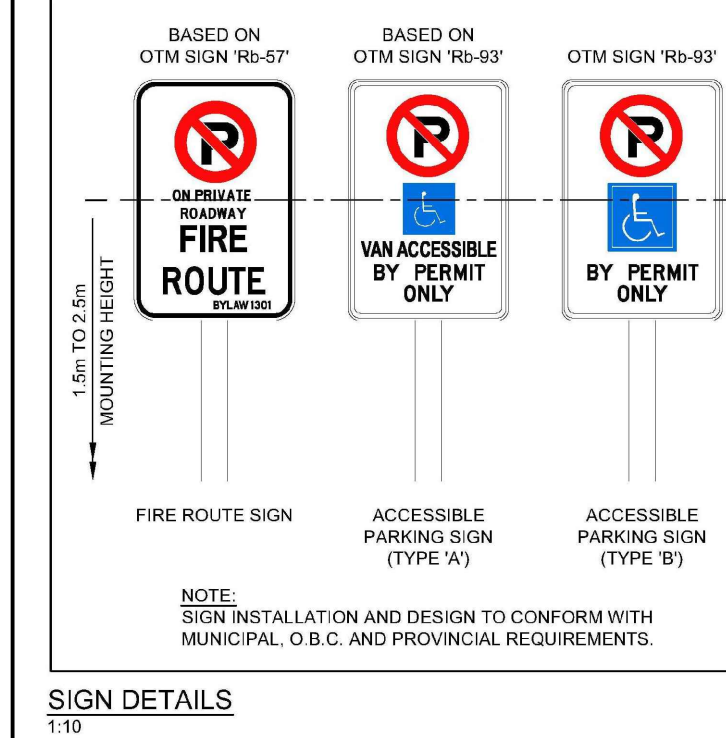 BASED ON
OTM SIGN 'Rb-57'
BASED ON
OTM SIGN 'Rb-93'
OTM SIGN 'Rb-93'
P
ON PRIVATE
ROADWAY
FIRE
ROUTE
BYLAW 1301
P
VAN ACCESSIBLE
BY PERMIT
ONLY
P
BY PERMIT
ONLY
1.5m TO 2.5m
MOUNTING HEIGHT
FIRE ROUTE SIGN
ACCESSIBLE
PARKING SIGN
(TYPE 'A')
ACCESSIBLE
PARKING SIGN
(TYPE 'B')
NOTE:
SIGN INSTALLATION AND DESIGN TO CONFORM WITH
MUNICIPAL, O.B.C. AND PROVINCIAL REQUIREMENTS.
SIGN DETAILS
1:10